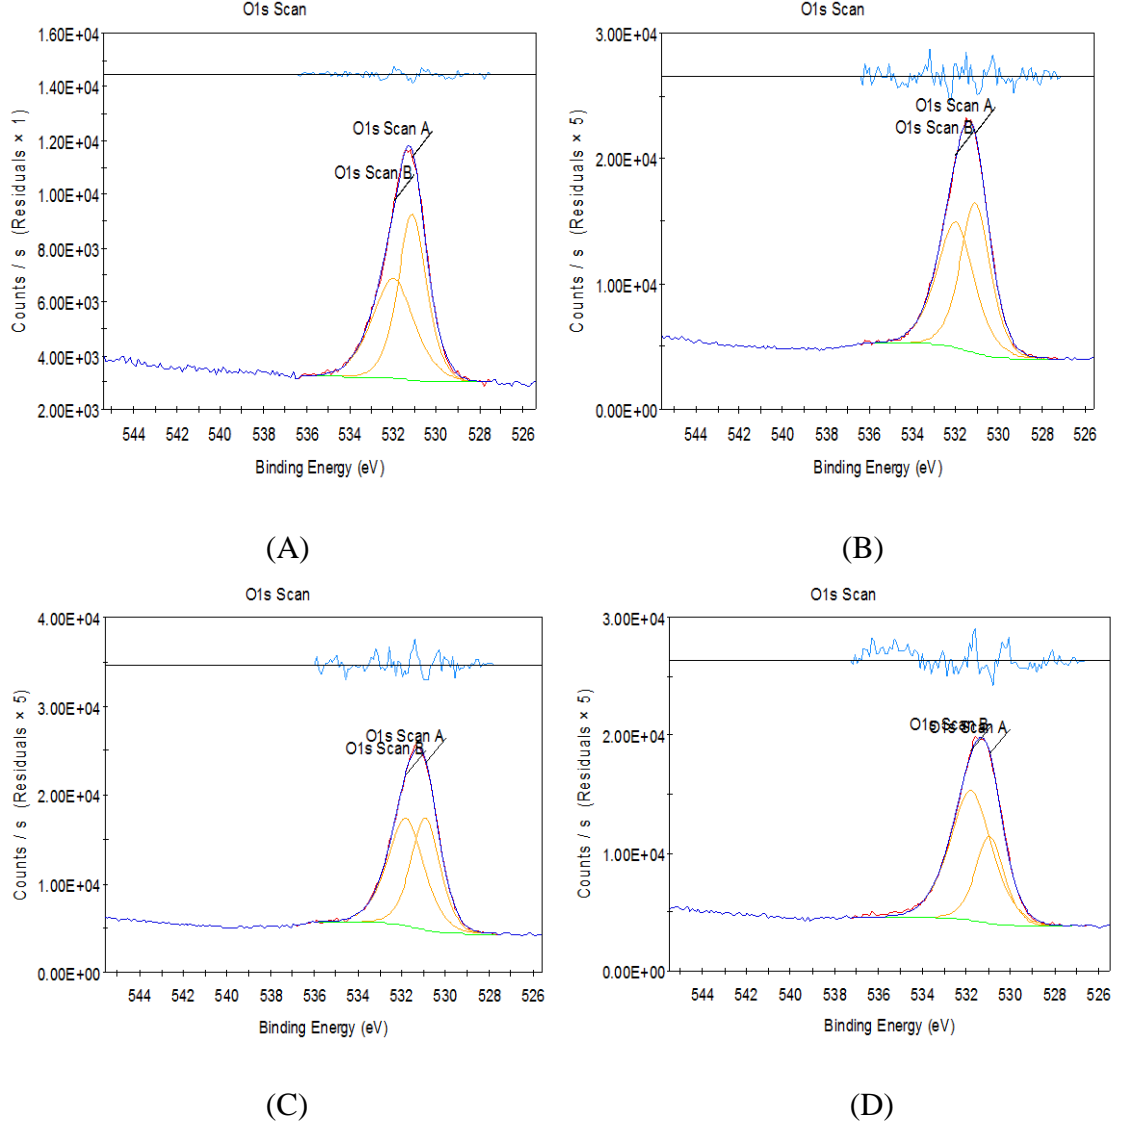 O1s Scan
1.60E+04
1.40E+04
1.20E+04
1.00E+04
8.00E+03
6.00E+03
4.00E+03
2.00E+03
Counts / s (Residuals × 1)
O1s Scan A
O1s Scan B
544 542 540 538 536 534 532 530 528 526
Binding Energy (eV)
(A)
O1s Scan
3.00E+04
2.00E+04
1.00E+04
0.00E+00
Counts / s (Residuals × 5)
O1s Scan A
O1s Scan B
544 542 540 538 536 534 532 530 528 526
Binding Energy (eV)
(B)
O1s Scan
4.00E+04
3.00E+04
2.00E+04
1.00E+04
0.00E+00
Counts / s (Residuals × 5)
O1s Scan A
O1s Scan B
544 542 540 538 536 534 532 530 528 526
Binding Energy (eV)
(C)
O1s Scan
3.00E+04
2.00E+04
1.00E+04
0.00E+00
Counts / s (Residuals × 5)
O1s Scan B
O1s Scan A
544 542 540 538 536 534 532 530 528 526
Binding Energy (eV)
(D)